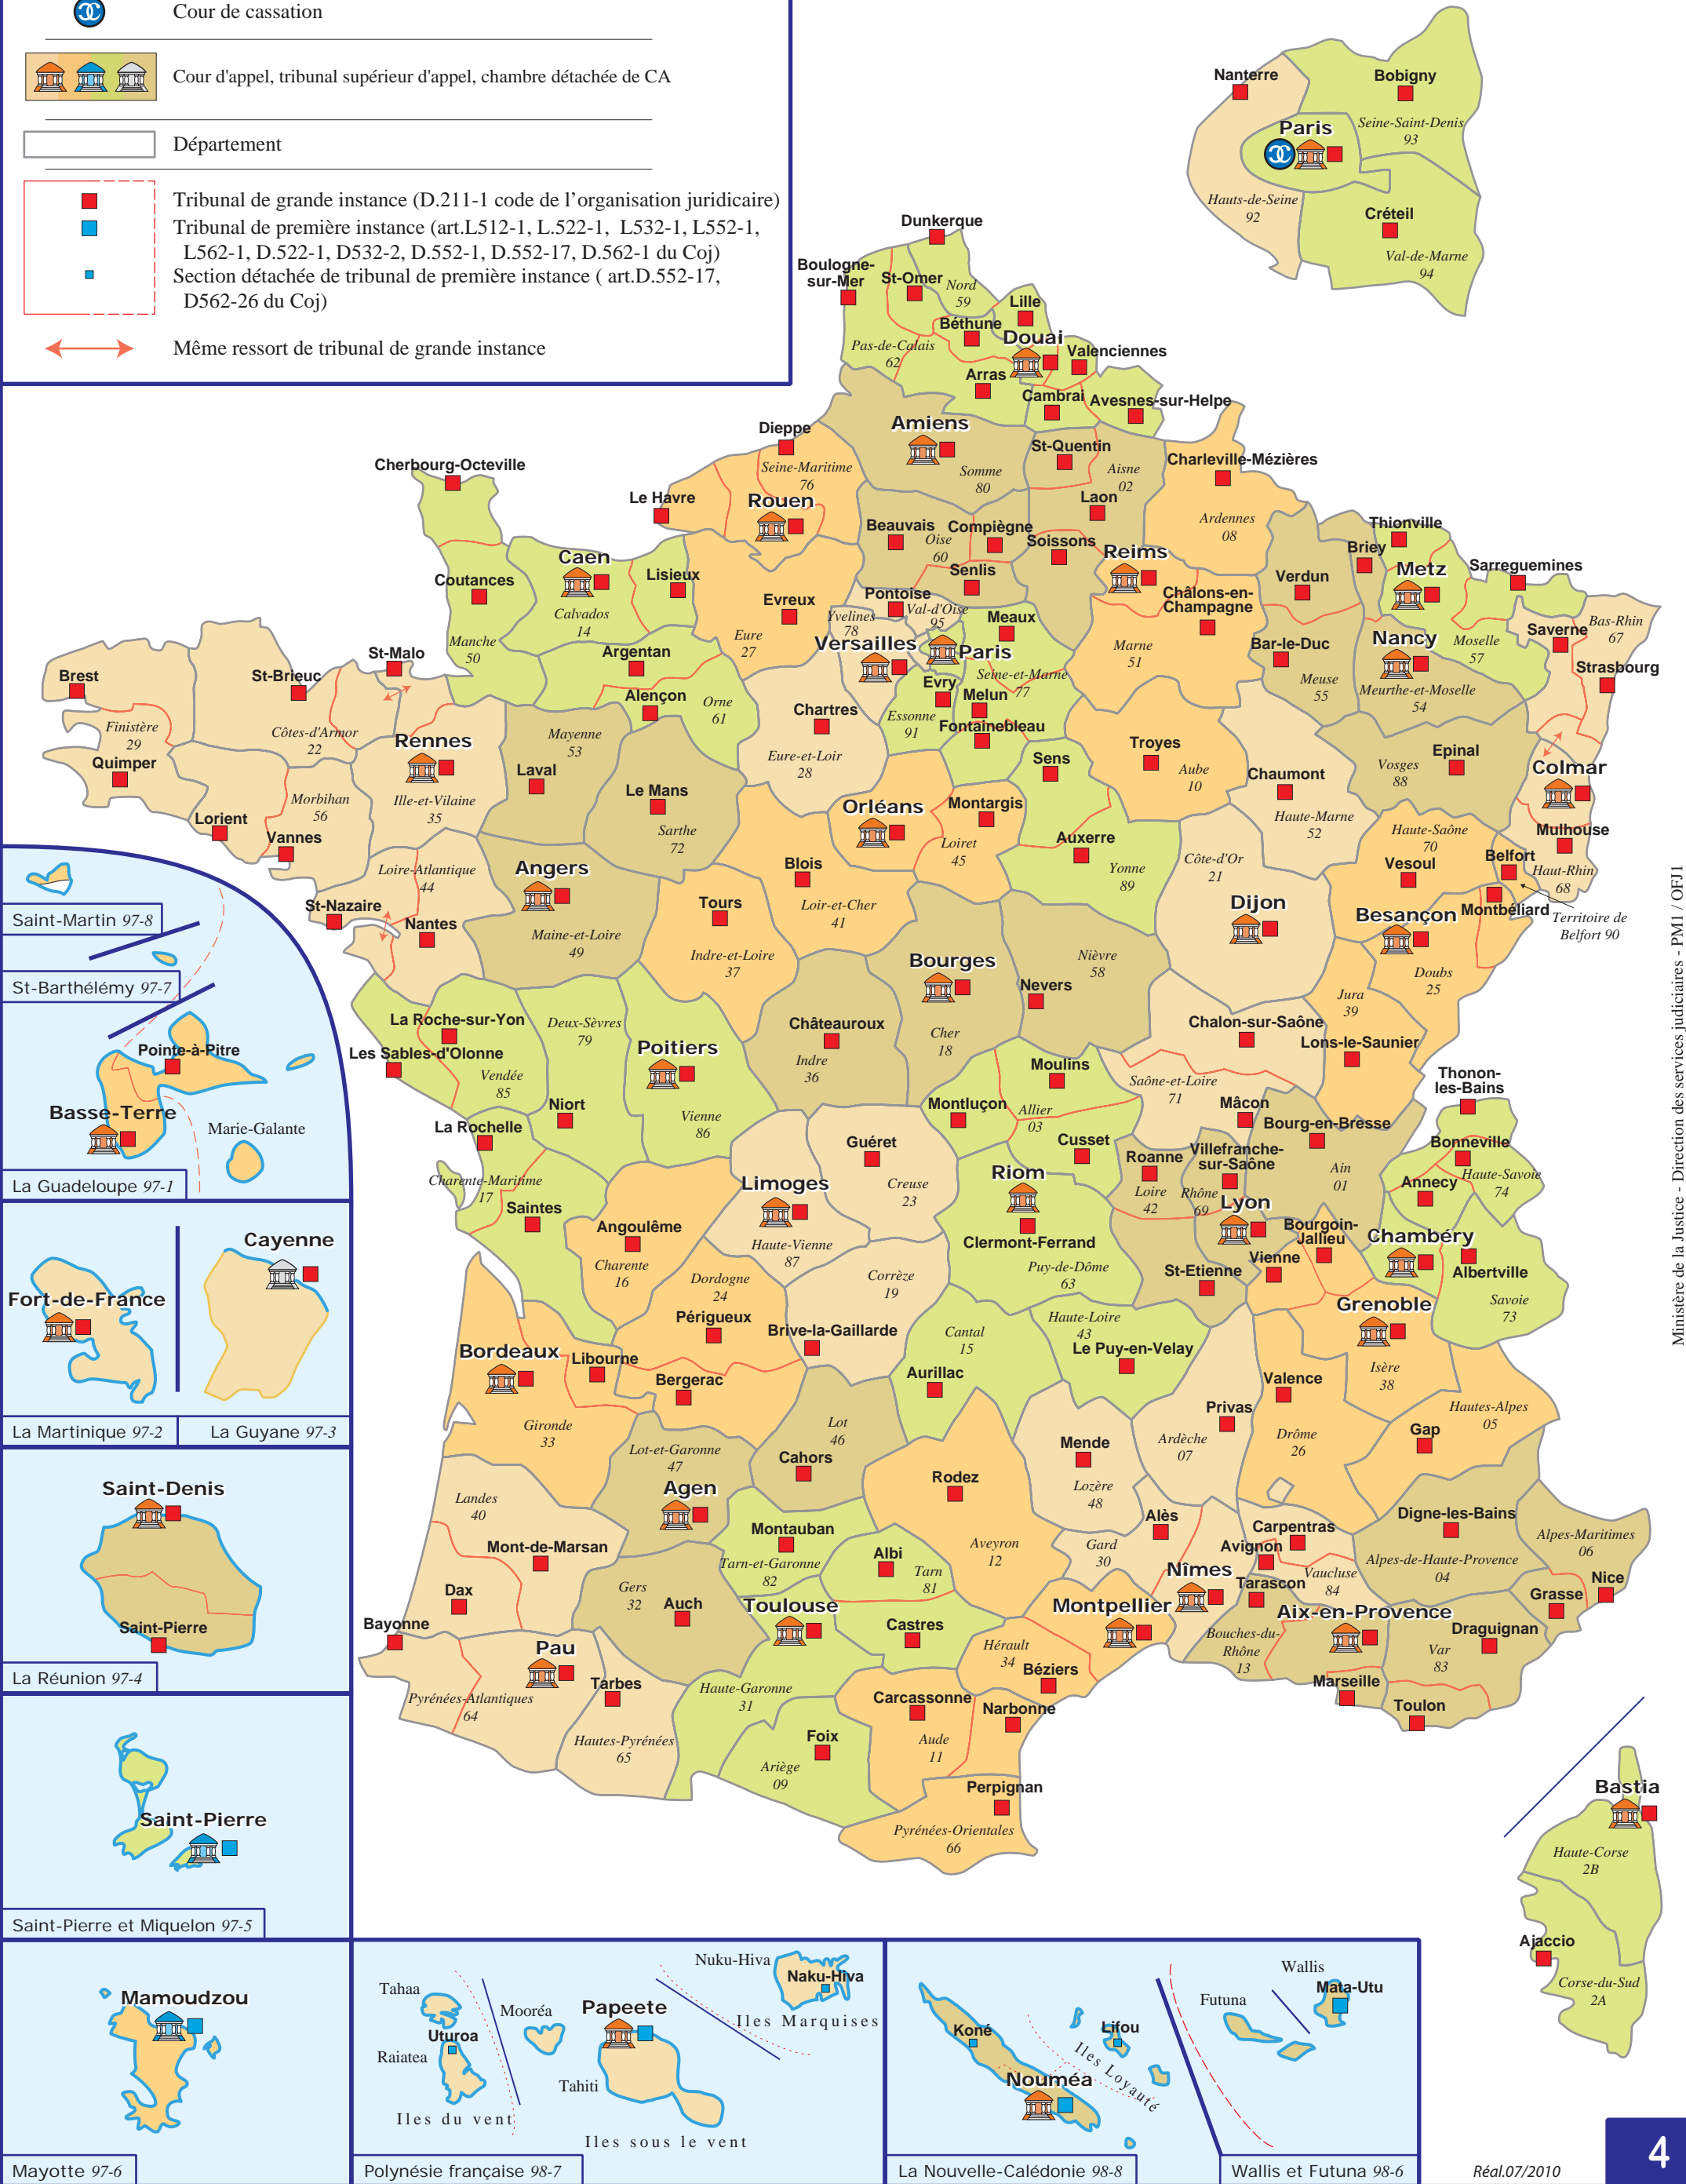 Cour de cassation
Cour d'appel, tribunal supérieur d'appel, chambre détachée de CA
Département
Tribunal de grande instance (D.211-1 code de l'organisation juridicaire)
Tribunal de première instance (art.L512-1, L.522-1, L532-1, L552-1,
L562-1, D.522-1, D532-2, D.552-1, D.552-17, D.562-1 du Coj)
Section détachée de tribunal de première instance ( art.D.552-17,
D562-26 du Coj)
Même ressort de tribunal de grande instance
Nanterre
Bobigny
Seine-Saint-Denis
93
Paris
Hauts-de-Seine
92
Créteil
Val-de-Marne
94
Dunkerque
Boulogne-
sur-Mer
St-Omer
Nord
59
Lille
Béthune
Douai
Pas-de-Calais
62
Valenciennes
Arras
Cambrai
Avesnes-sur-Helpe
Amiens
Somme
80
St-Quentin
Aisne
02
Laon
Charleville-Mézières
Ardennes
08
Dieppe
Seine-Maritime
76
Le Havre
Rouen
Cherbourg-Octeville
Beauvais
Oise
60
Compiègne
Soissons
Senlis
Reims
Châlons-en-
Champagne
Marne
51
Verdun
Bar-le-Duc
Meuse
55
Thionville
Briey
Metz
Sarreguemines
Nancy
Moselle
57
Meurthe-et-Moselle
54
Saverne
Bas-Rhin
67
Strasbourg
Caen
Lisieux
Calvados
14
Coutances
Manche
50
Evreux
Eure
27
Pontoise
Val-d'Oise
95
Yvelines
78
Versailles
Paris
Meaux
Seine-et-Marne
77
Evry
Melun
Essonne
91
Fontainebleau
Argentan
Alençon
Orne
61
St-Malo
St-Brieuc
Côtes-d'Armor
22
Brest
Finistère
29
Quimper
Rennes
Ille-et-Vilaine
35
Morbihan
56
Lorient
Vannes
Mayenne
53
Laval
Le Mans
Sarthe
72
Chartres
Eure-et-Loir
28
Sens
Troyes
Aube
10
Chaumont
Haute-Marne
52
Vosges
88
Epinal
Colmar
Mulhouse
Haut-Rhin
68
Orléans
Montargis
Loiret
45
Auxerre
Yonne
89
Côte-d'Or
21
Dijon
Haute-Saône
70
Vesoul
Belfort
Montbéliard
Territoire de
Belfort 90
Besançon
Doubs
25
Jura
39
Lons-le-Saunier
Loire-Atlantique
44
St-Nazaire
Nantes
Angers
Maine-et-Loire
49
Tours
Indre-et-Loire
37
Blois
Loir-et-Cher
41
Bourges
Cher
18
Nevers
Nièvre
58
Châteauroux
Indre
36
Chalon-sur-Saône
Saône-et-Loire
71
Mâcon
La Roche-sur-Yon
Les Sables-d'Olonne
Vendée
85
Deux-Sèvres
79
Niort
Poitiers
Vienne
86
La Rochelle
Charente-Maritime
17
Saintes
Angoulême
Charente
16
Limoges
Haute-Vienne
87
Guéret
Creuse
23
Moulins
Montluçon
Allier
03
Cusset
Riom
Clermont-Ferrand
Puy-de-Dôme
63
Roanne
Loire
42
Villefranche-
sur-Saône
Rhône
69
Lyon
Bourg-en-Bresse
Ain
01
Thonon-
les-Bains
Bonneville
Haute-Savoie
74
Annecy
Chambéry
Albertville
Savoie
73
Bourgoin-
Jallieu
Vienne
St-Etienne
Grenoble
Isère
38
Corrèze
19
Brive-la-Gaillarde
Dordogne
24
Périgueux
Bergerac
Bordeaux
Libourne
Gironde
33
Cantal
15
Aurillac
Haute-Loire
43
Le Puy-en-Velay
Valence
Drôme
26
Privas
Ardèche
07
Gap
Hautes-Alpes
05
Mende
Lozère
48
Lot
46
Cahors
Lot-et-Garonne
47
Agen
Rodez
Aveyron
12
Landes
40
Mont-de-Marsan
Dax
Bayonne
Pau
Pyrénées-Atlantiques
64
Tarbes
Hautes-Pyrénées
65
Gers
32
Auch
Montauban
Tarn-et-Garonne
82
Albi
Tarn
81
Toulouse
Castres
Haute-Garonne
31
Foix
Ariège
09
Alès
Gard
30
Nîmes
Montpellier
Hérault
34
Béziers
Carcassonne
Narbonne
Aude
11
Perpignan
Pyrénées-Orientales
66
Carpentras
Avignon
Vaucluse
84
Tarascon
Aix-en-Provence
Bouches-du-
Rhône
13
Marseille
Digne-les-Bains
Alpes-de-Haute-Provence
04
Alpes-Maritimes
06
Nice
Grasse
Draguignan
Var
83
Toulon
Bastia
Haute-Corse
2B
Ajaccio
Corse-du-Sud
2A
Saint-Martin 97-8
St-Barthélémy 97-7
Pointe-à-Pitre
Basse-Terre
Marie-Galante
La Guadeloupe 97-1
Fort-de-France
Cayenne
La Martinique 97-2
La Guyane 97-3
Saint-Denis
Saint-Pierre
La Réunion 97-4
Saint-Pierre
Saint-Pierre et Miquelon 97-5
Mamoudzou
Mayotte 97-6
Tahaa
Uturoa
Raiatea
Iles du vent
Mooréa
Papeete
Tahiti
Iles sous le vent
Nuku-Hiva
Naku-Hiva
Iles Marquises
Polynésie française 98-7
Koné
Lifou
Iles Loyauté
Nouméa
La Nouvelle-Calédonie 98-8
Wallis
Mata-Utu
Futuna
Wallis et Futuna 98-6
Ministère de la Justice - Direction des services judiciaires - PM1 / OFJ1
Réal.07/2010
4